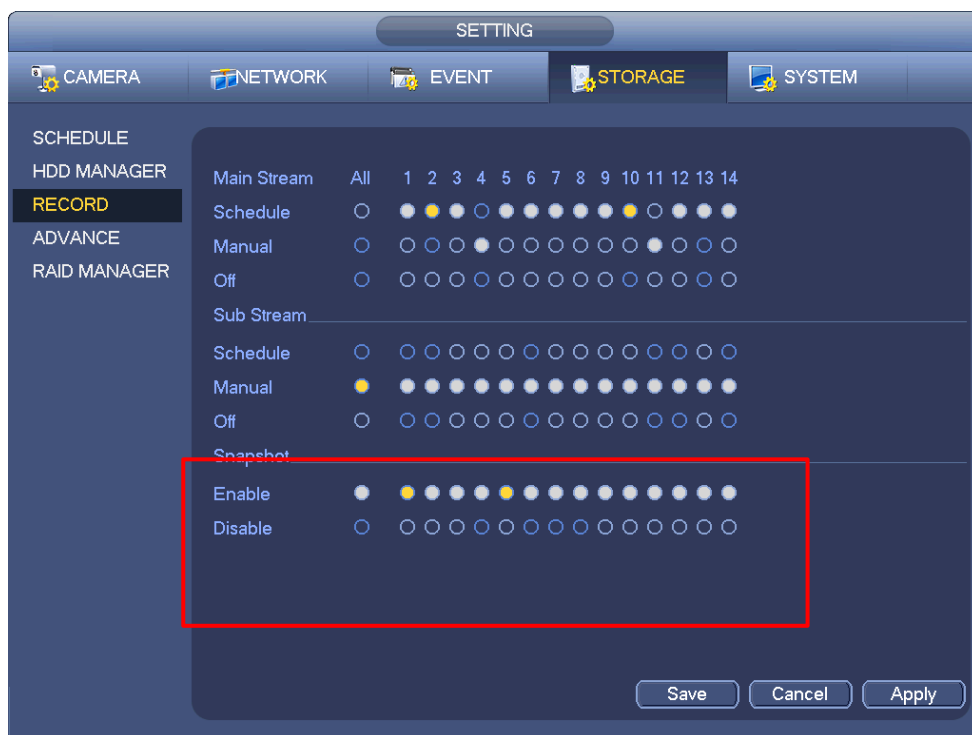 SETTING
CAMERA NETWORK EVENT STORAGE SYSTEM
SCHEDULE
HDD MANAGER
RECORD
ADVANCE
RAID MANAGER
Main Stream All 1 2 3 4 5 6 7 8 9 10 11 12 13 14
Schedule
Manual
Off
Sub Stream
Schedule
Manual
Off
Snapshot
Enable
Disable
Save Cancel Apply